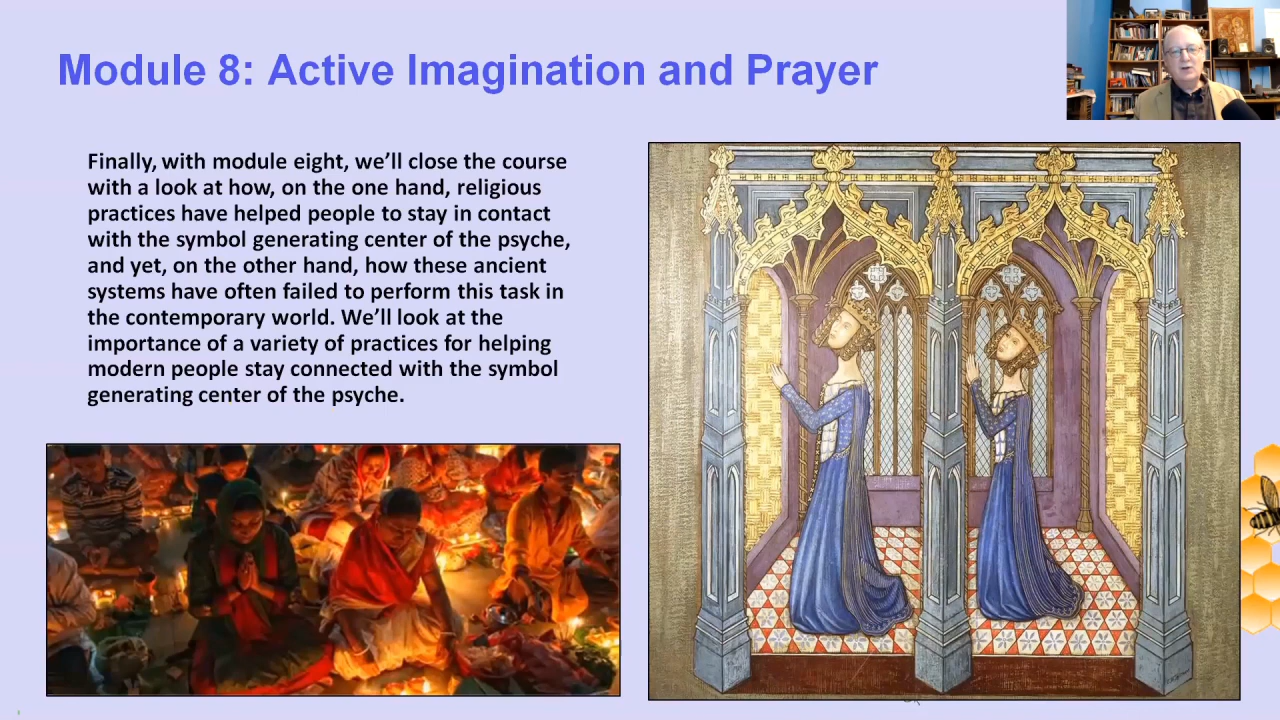 Module 8: Active Imagination and Prayer
Finally, with module eight, we’ll close the course
with a look at how, on the one hand, religious
practices have helped people to stay in contact
with the symbol generating center of the psyche,
and yet, on the other hand, how these ancient
systems have often failed to perform this task in
the contemporary world. We’ll look at the
importance of a variety of practices for helping
modern people stay connected with the symbol
generating center of the psyche.